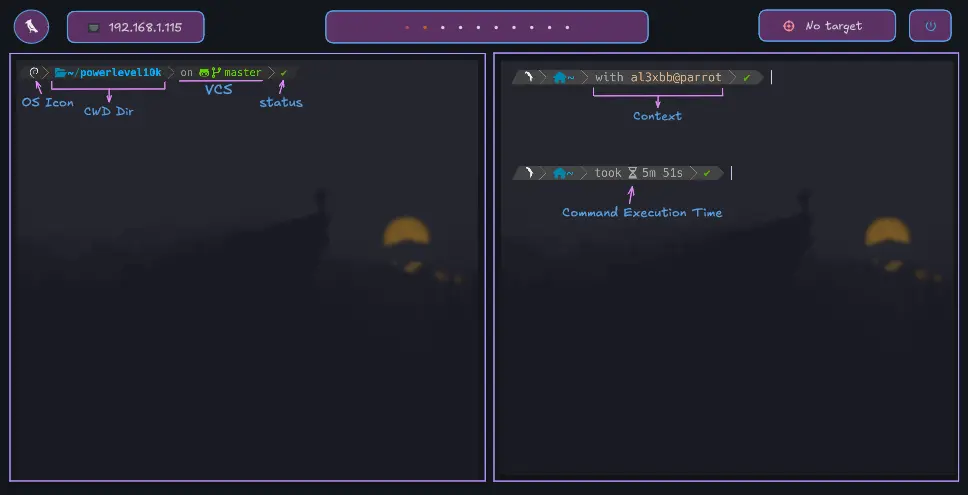 192.168.1.115
No target
~/powerlevel10k on master ✔
OS Icon
CWD Dir
VCS
status
~ with al3xbb@parrot ✔
Context
~ took 5m 51s ✔
Command Execution Time